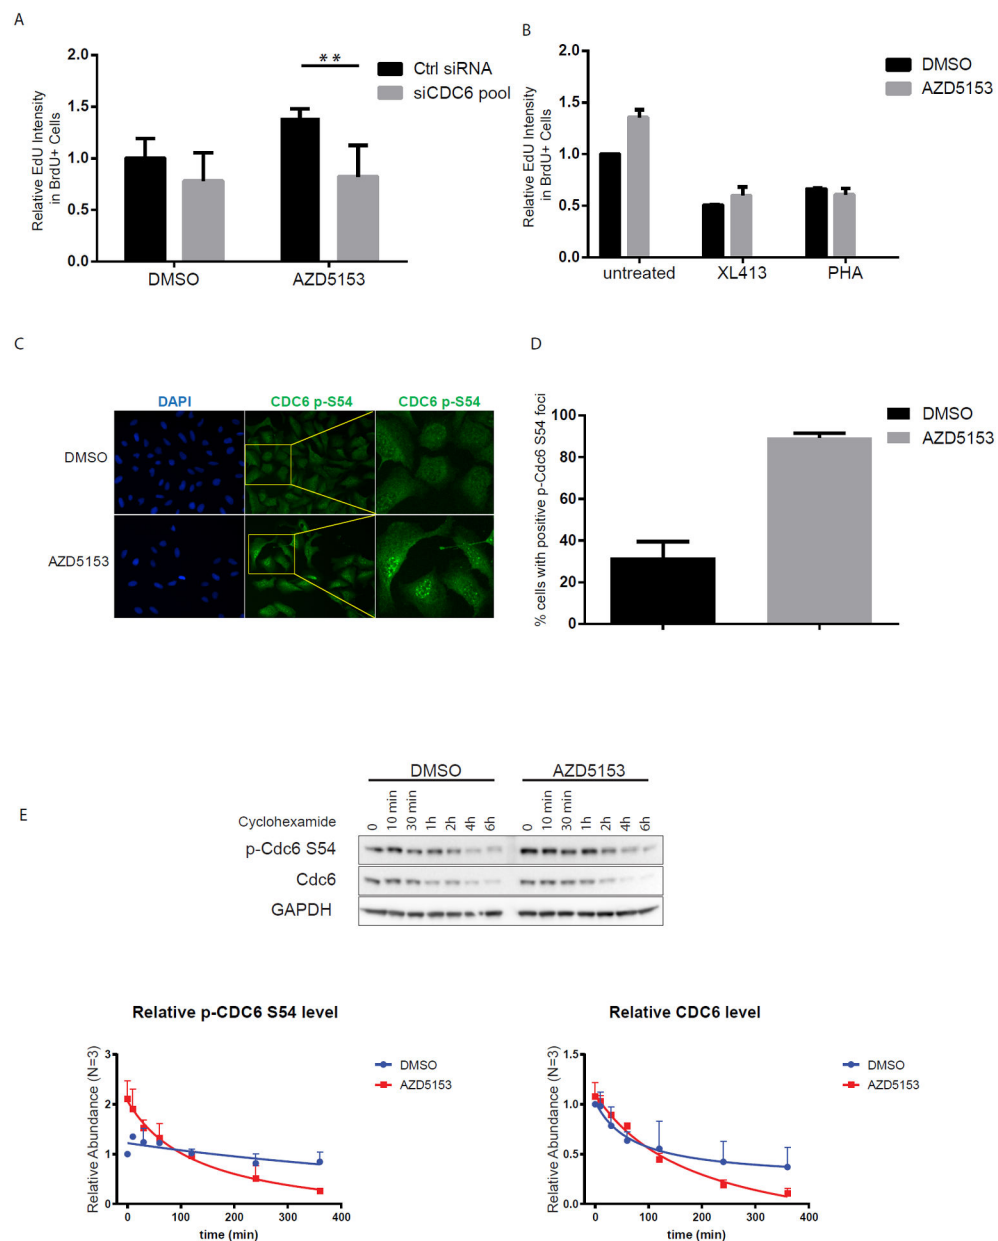 A
2.0
1.5
1.0
0.5
0.0
Relative EdU Intensity
in BrdU+ Cells
**
Ctrl siRNA
siCDC6 pool
DMSO
AZD5153
B
2.0
1.5
1.0
0.5
0.0
Relative EdU Intensity
in BrdU+ Cells
DMSO
AZD5153
untreated
XL413
PHA
C
DAPI
CDC6 p-S54
CDC6 p-S54
DMSO
AZD5153
D
100
80
60
40
20
0
% cells with positive p-Cdc6 S54 foci
DMSO
AZD5153
E
DMSO
AZD5153
Cyclohexamide
0
10 min
30 min
1h
2h
4h
6h
0
10 min
30 min
1h
2h
4h
6h
p-Cdc6 S54
Cdc6
GAPDH
Relative p-CDC6 S54 level
3
2
1
0
Relative Abundance (N=3)
DMSO
AZD5153
0
100
200
300
400
time (min)
Relative CDC6 level
1.5
1.0
0.5
0.0
Relative Abundance (N=3)
DMSO
AZD5153
0
100
200
300
400
time (min)